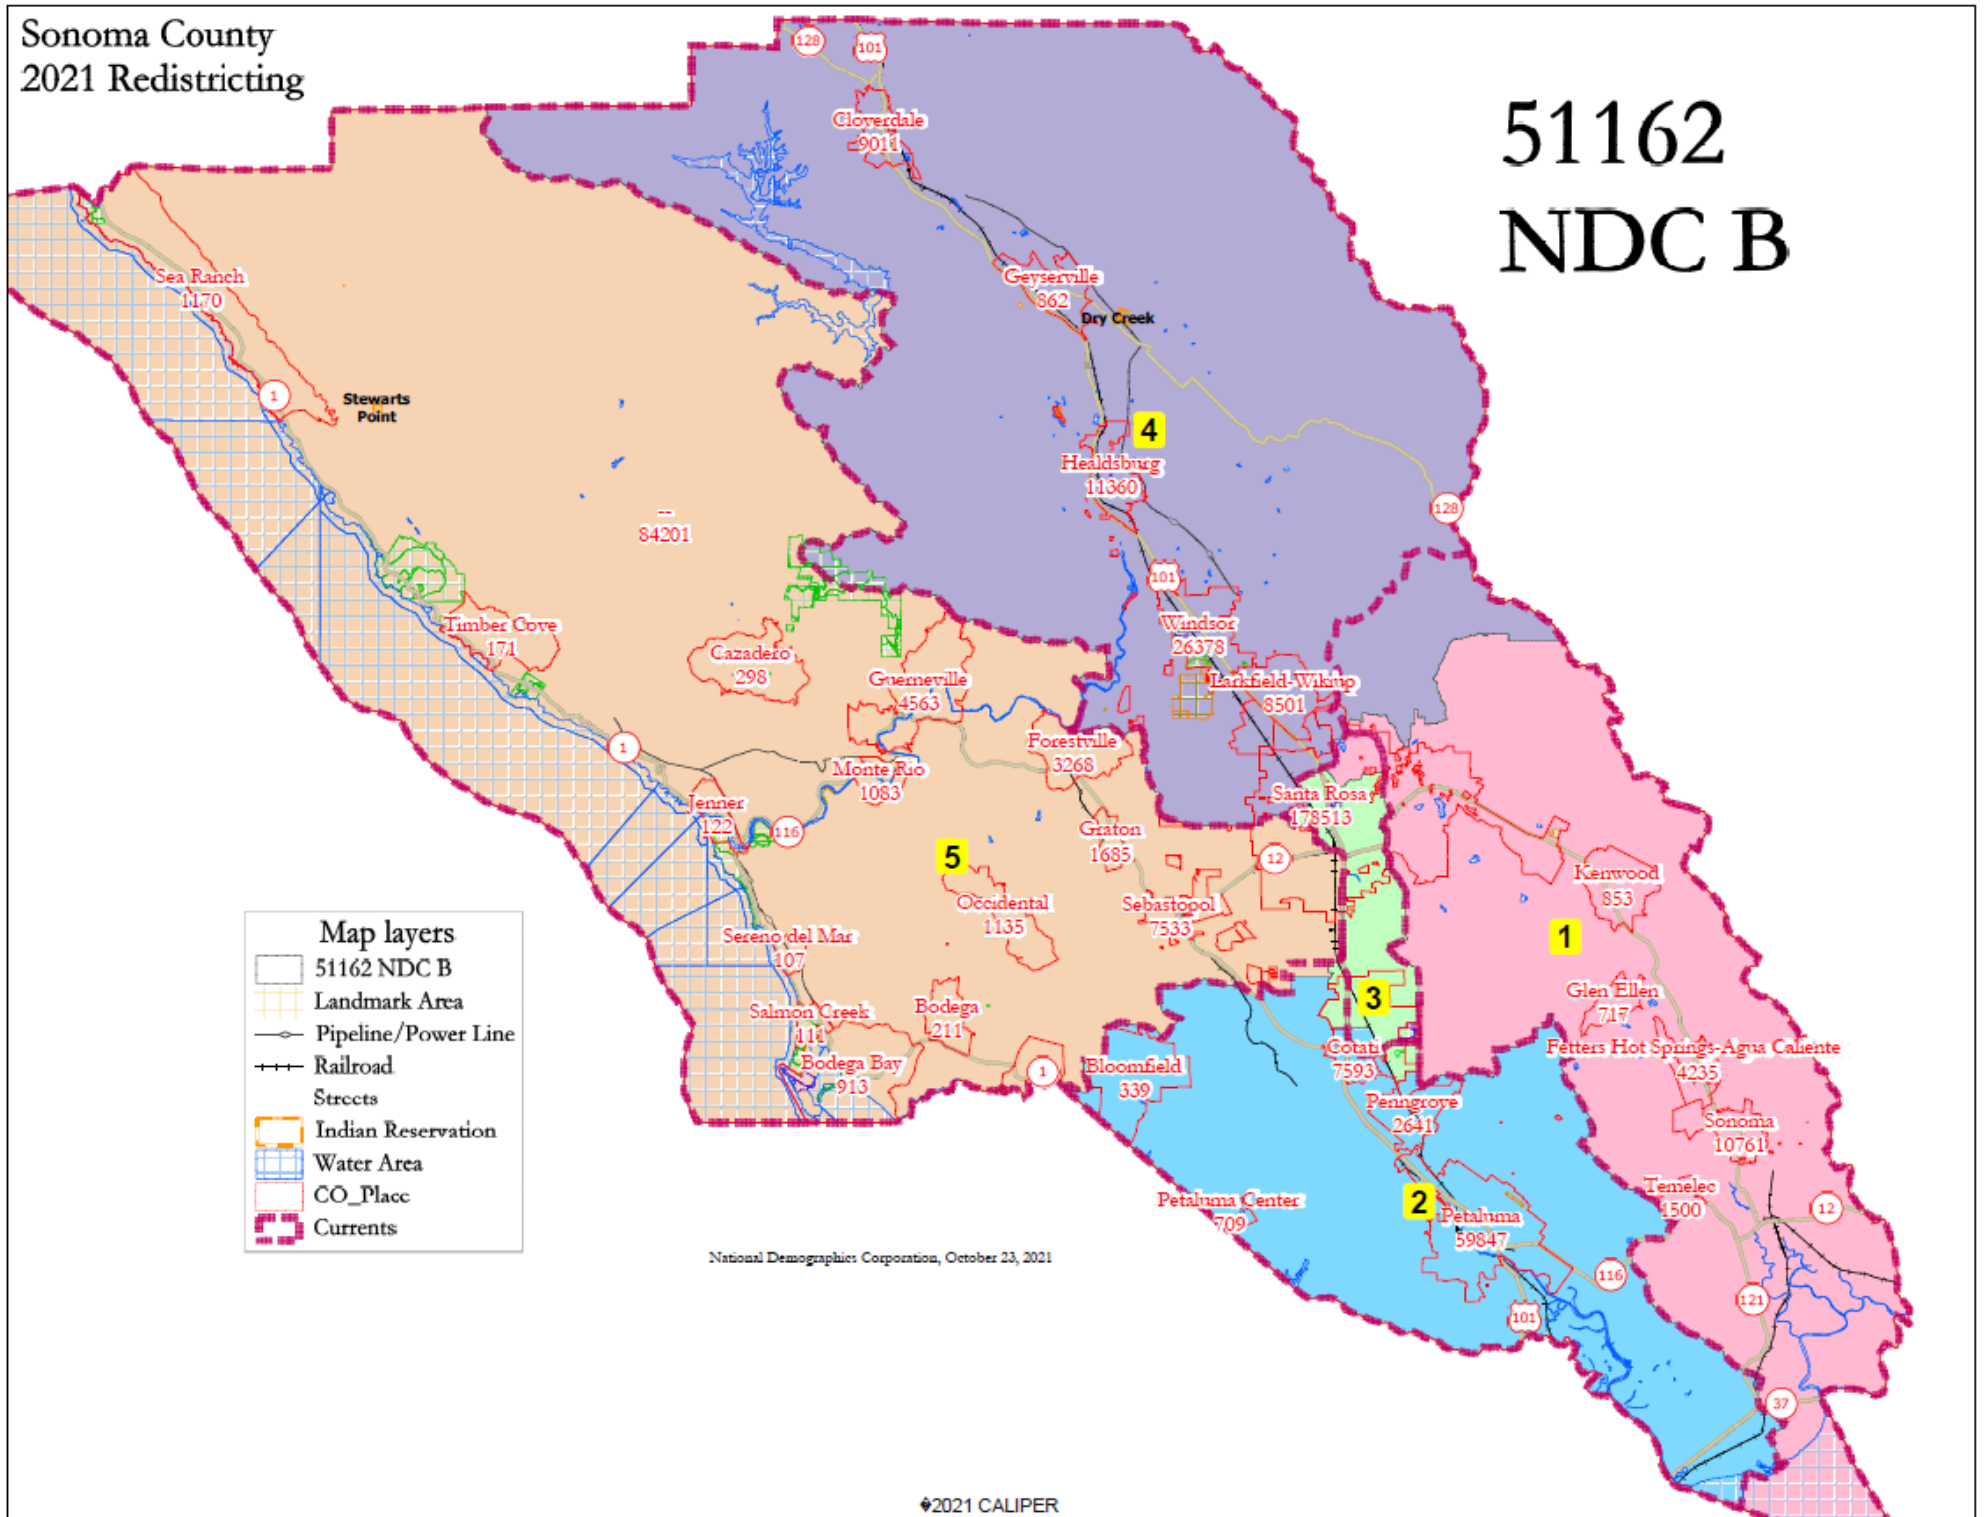 Sonoma County
2021 Redistricting
51162
NDC B
128
101
Cloverdale
9011
Sea Ranch
1170
Geyserville
862
Dry Creek
1
Stewarts
Point
4
Healdsburg
11360
128
--
84201
101
Timber Cove
171
Windsor
26378
Cazadero
298
Guerneville
4563
Larkfield-Wikiup
8501
1
Forestville
3268
Monte Rio
1083
Santa Rosa
178513
Jenner
122
116
Graton
1685
5
12
Kenwood
853
Occidental
1135
Sebastopol
7533
1
Sereno del Mar
107
Glen Ellen
717
3
Salmon Creek
111
Bodega
211
Cotati
7593
Fetters Hot Springs-Agua Caliente
4235
Bodega Bay
913
1
Bloomfield
339
Penngrove
2641
Sonoma
10761
Petaluma Center
709
2
Petaluma
59847
Temelec
1500
12
116
121
101
37
Map layers
51162 NDC B
Landmark Area
Pipeline/Power Line
Railroad
Streets
Indian Reservation
Water Area
CO_Place
Currents
National Demographics Corporation, October 23, 2021
�2021 CALIPER